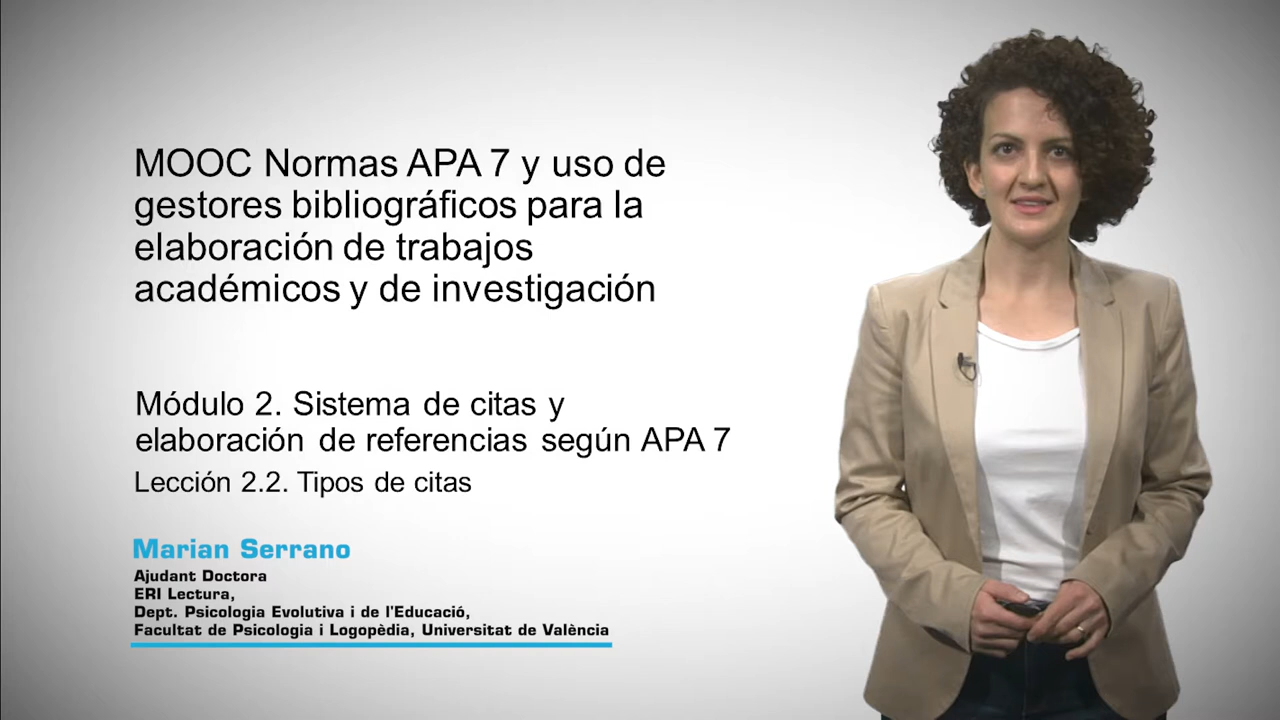 MOOC Normas APA 7 y uso de
gestores bibliográficos para la
elaboración de trabajos
académicos y de investigación
Módulo 2. Sistema de citas y
elaboración de referencias según APA 7
Lección 2.2. Tipos de citas
Marian Serrano
Ajudant Doctora
ERI Lectura,
Dept. Psicologia Evolutiva i de l'Educació,
Facultat de Psicologia i Logopèdia, Universitat de València